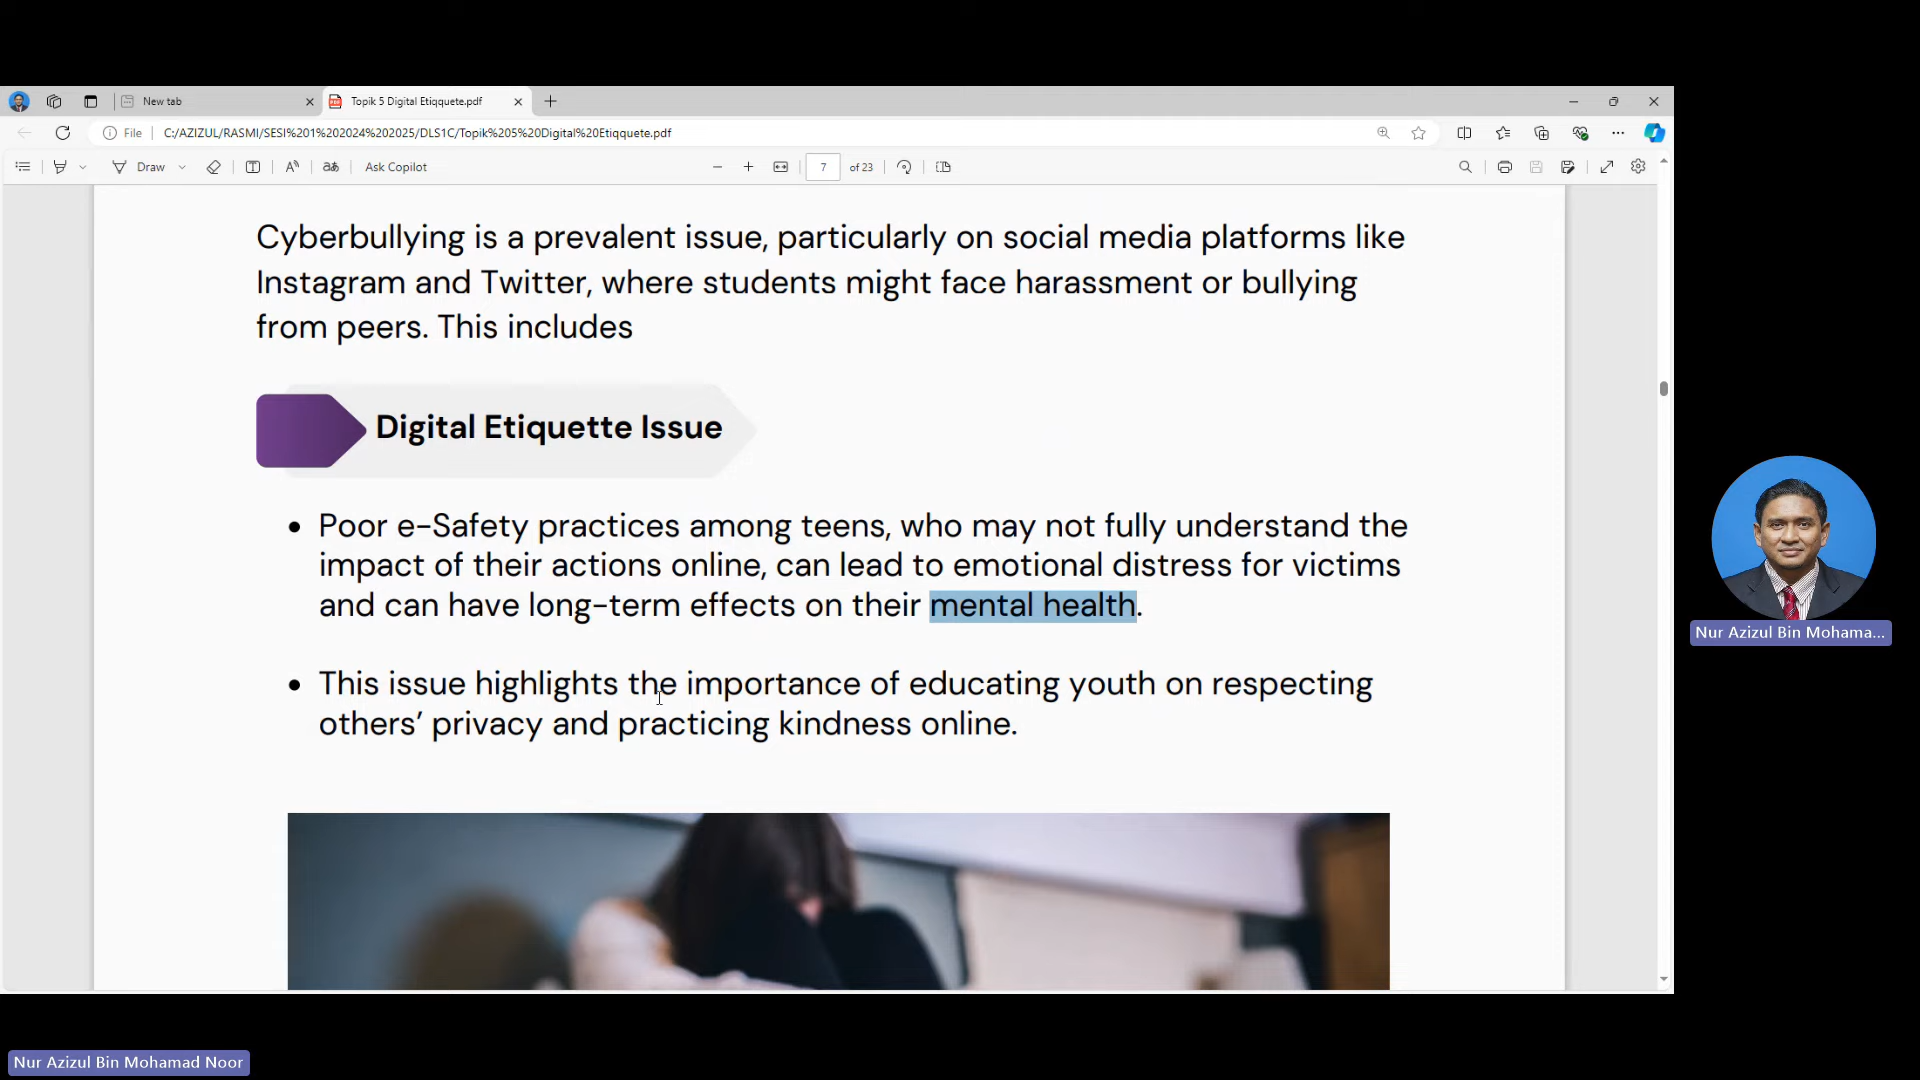 New tab
Topik 5 Digital Etiqquete.pdf
File
C:/AZIZUL/RASMI/SESI%201%202024%202025/DLS1C/Topik%205%20Digital%20Etiqquete.pdf
Draw
Ask Copilot
7
of 23
Cyberbullying is a prevalent issue, particularly on social media platforms like
Instagram and Twitter, where students might face harassment or bullying
from peers. This includes
Digital Etiquette Issue
• Poor e-Safety practices among teens, who may not fully understand the
impact of their actions online, can lead to emotional distress for victims
and can have long-term effects on their mental health.
• This issue highlights the importance of educating youth on respecting
others’ privacy and practicing kindness online.
Nur Azizul Bin Mohama...
Nur Azizul Bin Mohamad Noor